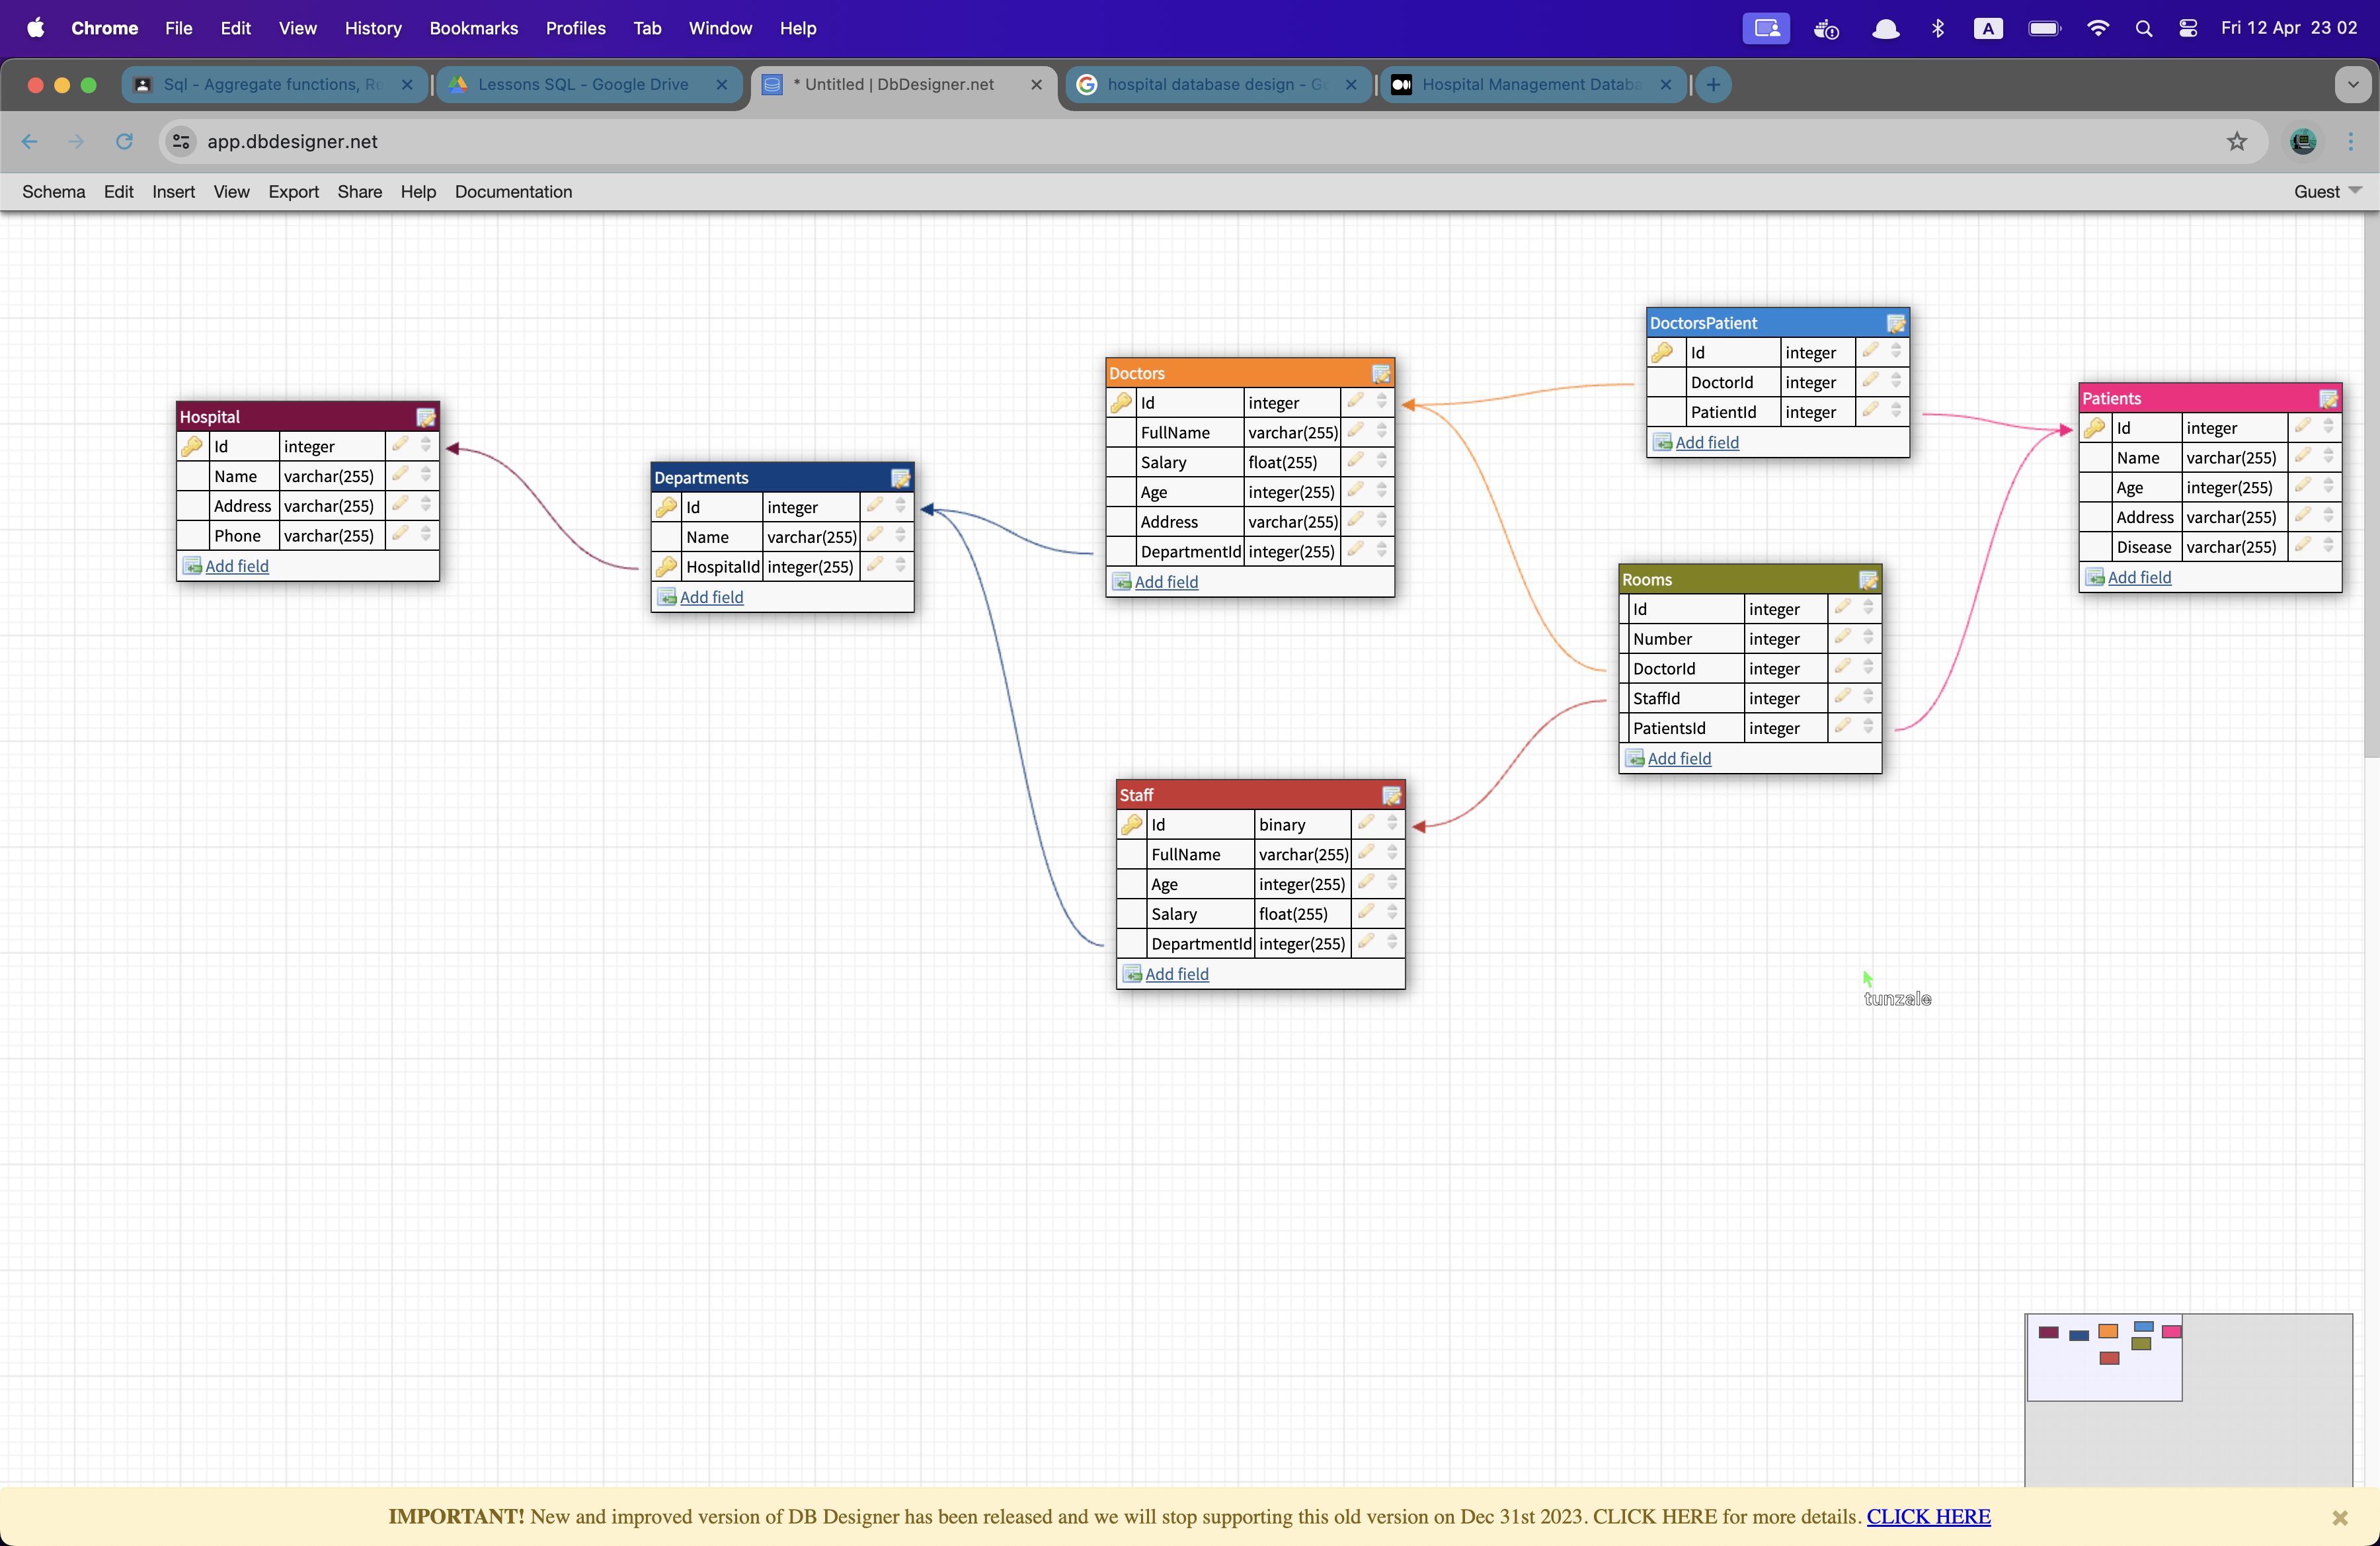 Chrome File Edit View History Bookmarks Profiles Tab Window Help A Fri 12 Apr 23 02
Sql - Aggregate functions, Re Lessons SQL - Google Drive * Untitled | DbDesigner.net hospital database design - Go Hospital Management Databa
app.dbdesigner.net
Schema Edit Insert View Export Share Help Documentation Guest
Hospital
Id integer
Name varchar(255)
Address varchar(255)
Phone varchar(255)
Add field
Departments
Id integer
Name varchar(255)
HospitalId integer(255)
Add field
Doctors
Id integer
FullName varchar(255)
Salary float(255)
Age integer(255)
Address varchar(255)
DepartmentId integer(255)
Add field
Staff
Id binary
FullName varchar(255)
Age integer(255)
Salary float(255)
DepartmentId integer(255)
Add field
DoctorsPatient
Id integer
DoctorId integer
PatientId integer
Add field
Rooms
Id integer
Number integer
DoctorId integer
StaffId integer
PatientsId integer
Add field
Patients
Id integer
Name varchar(255)
Age integer(255)
Address varchar(255)
Disease varchar(255)
Add field
tunzale
IMPORTANT! New and improved version of DB Designer has been released and we will stop supporting this old version on Dec 31st 2023. CLICK HERE for more details. CLICK HERE